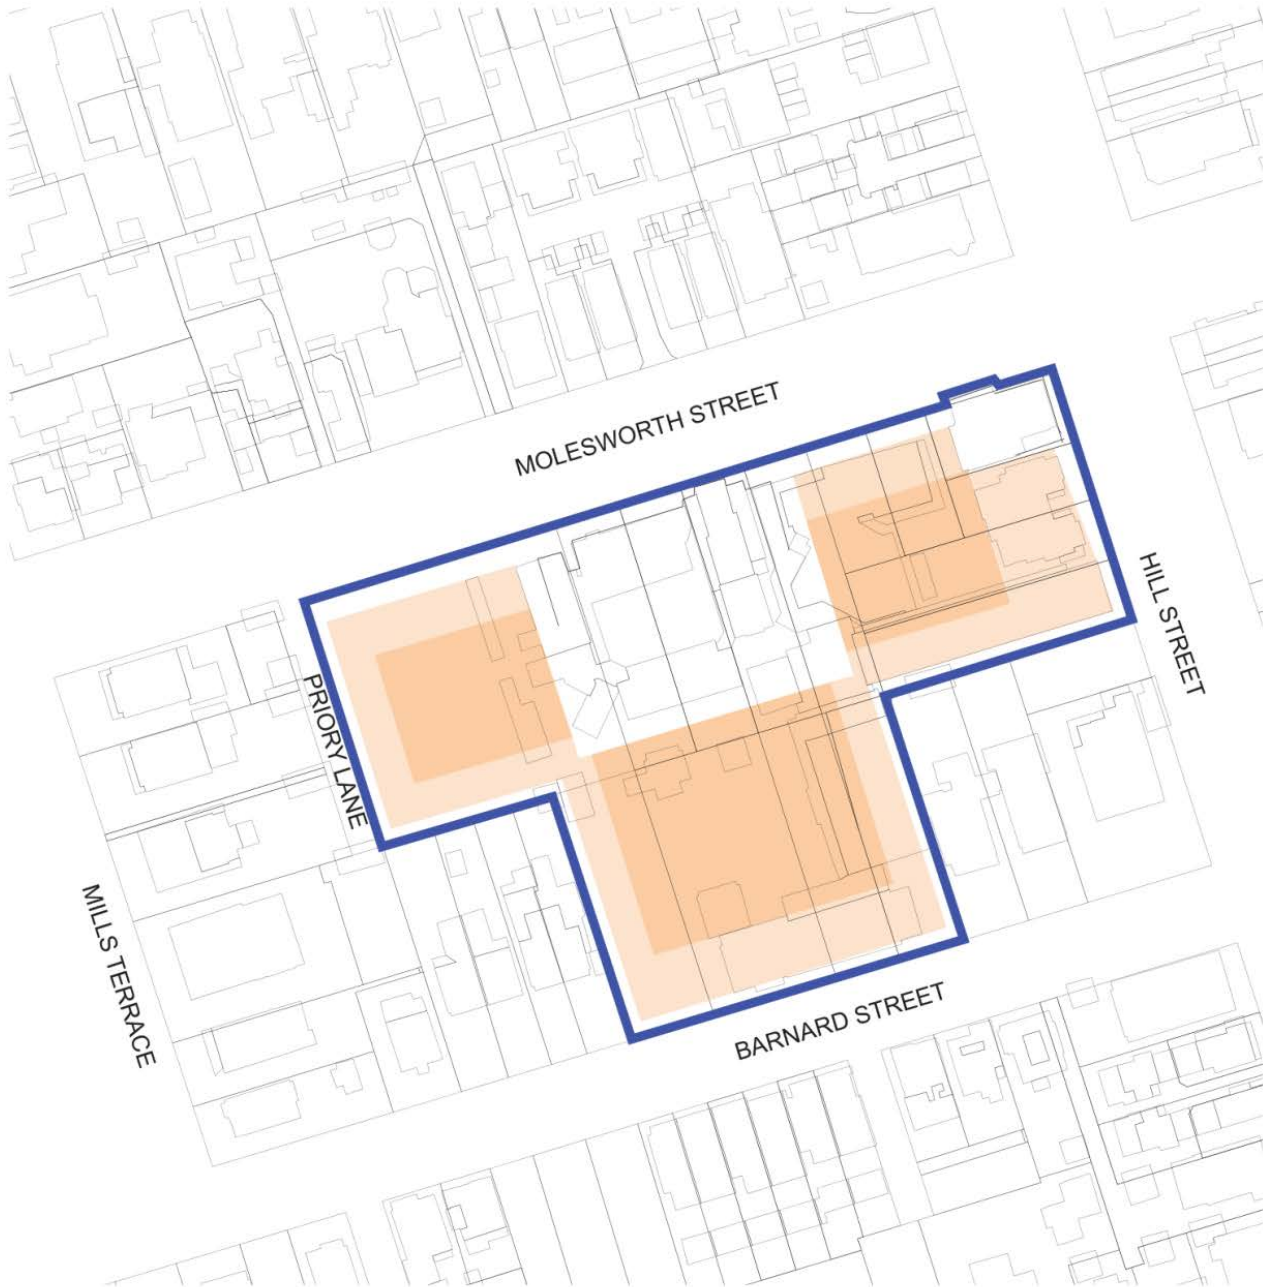 MOLESWORTH STREET
HILL STREET
PRIORY LANE
MILLS TERRACE
BARNARD STREET